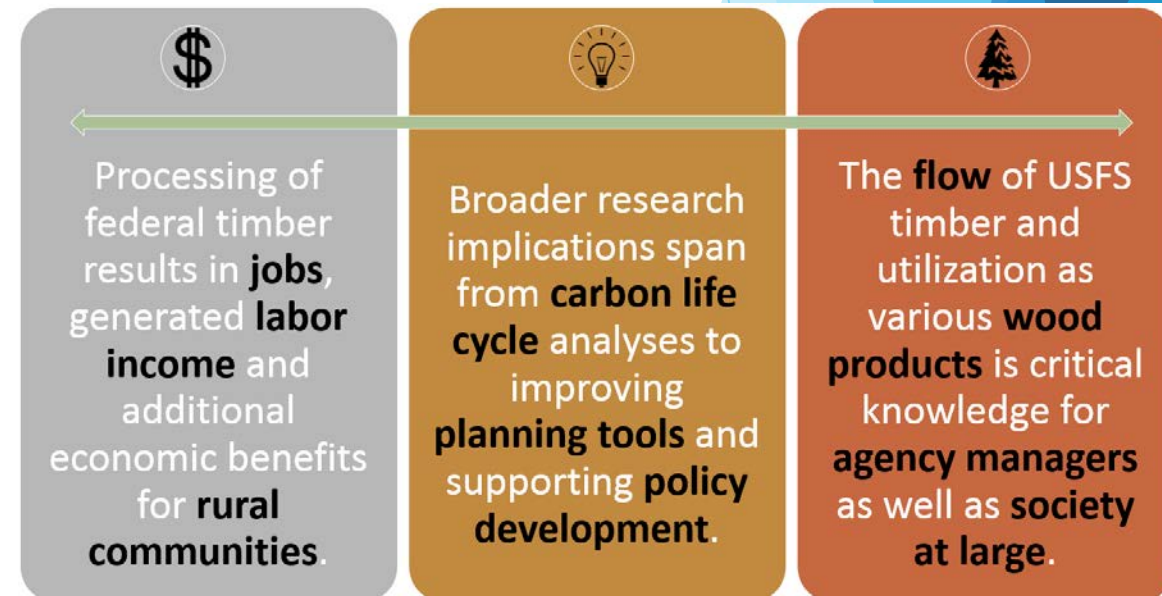 $
Processing of
federal timber
results in jobs,
generated labor
income and
additional
economic benefits
for rural
communities.
Broader research
implications span
from carbon life
cycle analyses to
improving
planning tools and
supporting policy
development.
The flow of USFS
timber and
utilization as
various wood
products is critical
knowledge for
agency managers
as well as society
at large.